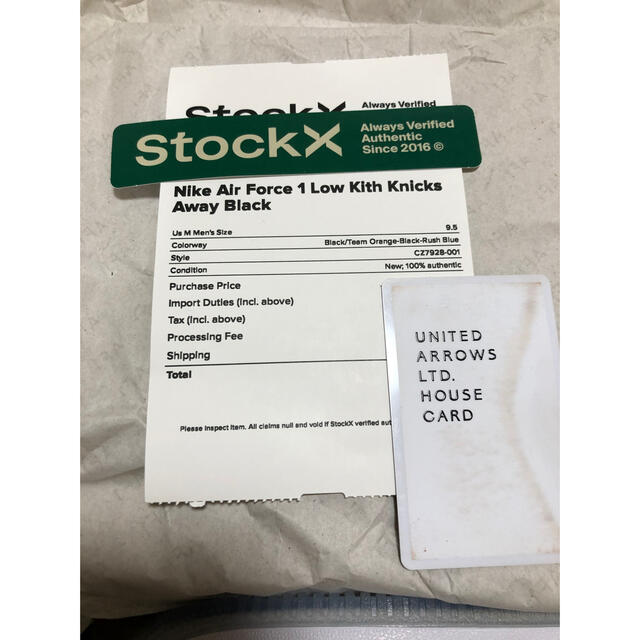 StockX Always Verified
StockX Always Verified
Authentic
Since 2016 ©
Nike Air Force 1 Low Kith Knicks
Away Black
Us M Men's Size 9.5
Colorway Black/Team Orange-Black-Rush Blue
Style CZ7928-001
Condition New; 100% authentic
Purchase Price
Import Duties (Incl. above)
Tax (Incl. above)
Processing Fee
Shipping
Total
Please inspect item. All claims null and void if StockX verified
UNITED
ARROWS
LTD.
HOUSE
CARD